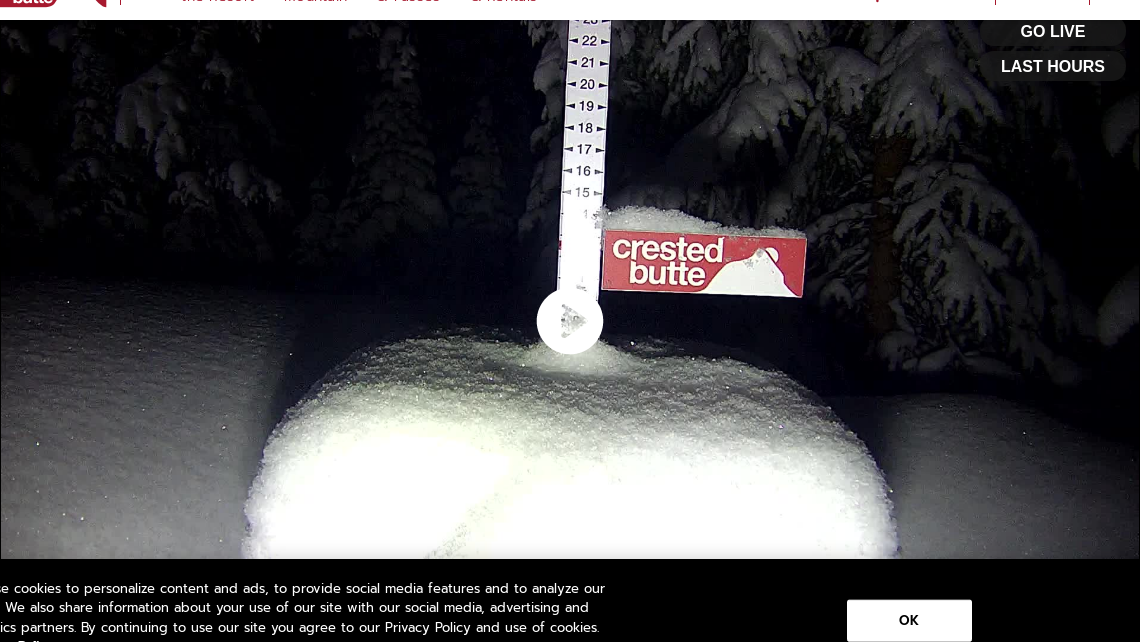 butte
GO LIVE
LAST HOURS
22
21
20
19
18
17
16
15
crested
butte
se cookies to personalize content and ads, to provide social media features and to analyze our
We also share information about your use of our site with our social media, advertising and
ics partners. By continuing to use our site you agree to our Privacy Policy and use of cookies.
OK